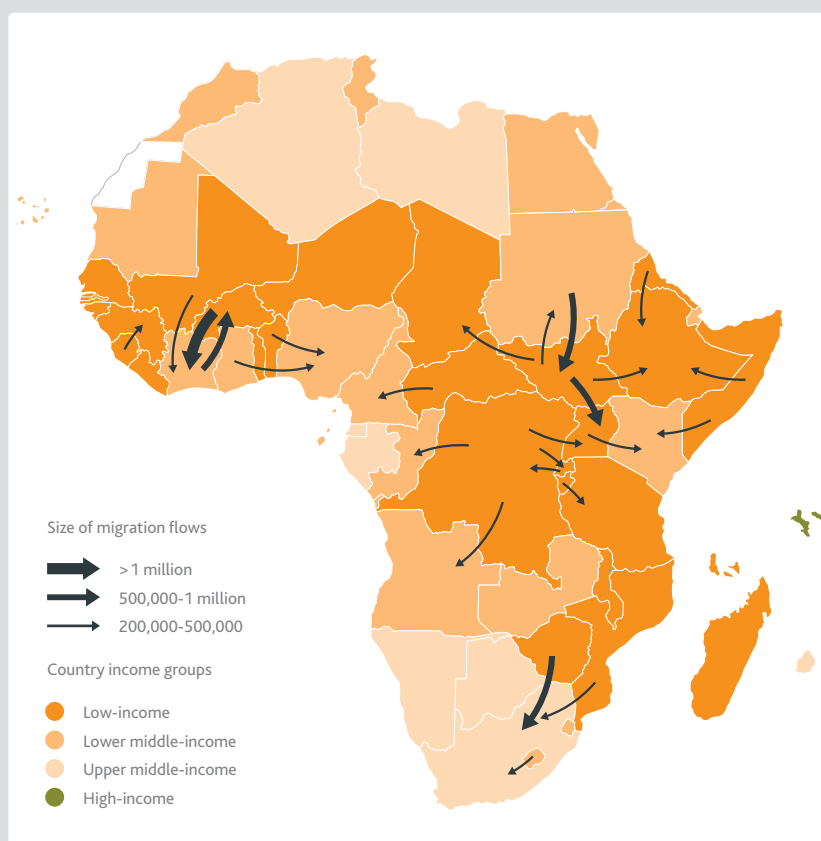 Size of migration flows
>1 million
500,000-1 million
200,000-500,000
Country income groups
Low-income
Lower middle-income
Upper middle-income
High-income